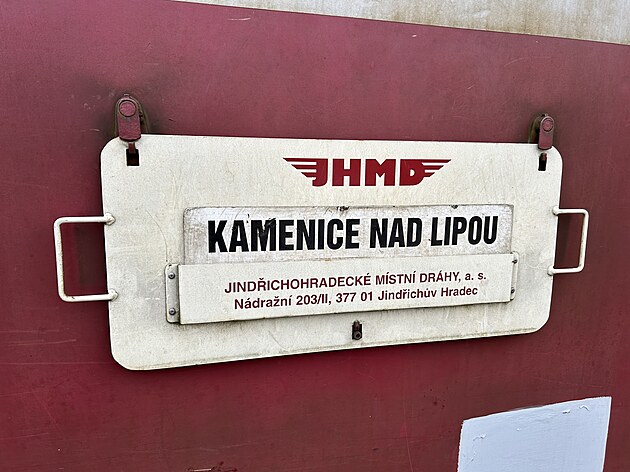 JHMD
KAMENICE NAD LIPOU
JINDŘICHOHRADECKÉ MÍSTNÍ DRÁHY, a. s.
Nádražní 203/II, 377 01 Jindřichův Hradec